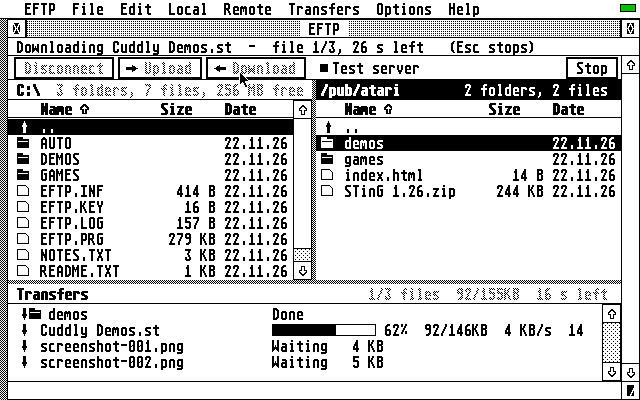 EFTP File Edit Local Remote Transfers Options Help
EFTP
Downloading Cuddly Demos.st - file 1/3, 26 s left (Esc stops)
Disconnect → Upload ← Download ■ Test server Stop
C:\ 3 folders, 7 files, 256 MB free
Name ⇧ Size Date
..
AUTO 22.11.26
DEMOS 22.11.26
GAMES 22.11.26
EFTP.INF 414 B 22.11.26
EFTP.KEY 16 B 22.11.26
EFTP.LOG 157 B 22.11.26
EFTP.PRG 279 KB 22.11.26
NOTES.TXT 3 KB 22.11.26
README.TXT 1 KB 22.11.26
/pub/atari 2 folders, 2 files
Name ⇧ Size Date
..
demos 22.11.26
games 22.11.26
index.html 14 B 22.11.26
STinG 1.26.zip 244 KB 22.11.26
Transfers 1/3 files 92/155KB 16 s left
demos Done
Cuddly Demos.st 62% 92/146KB 4 KB/s 14
screenshot-001.png Waiting 4 KB
screenshot-002.png Waiting 5 KB